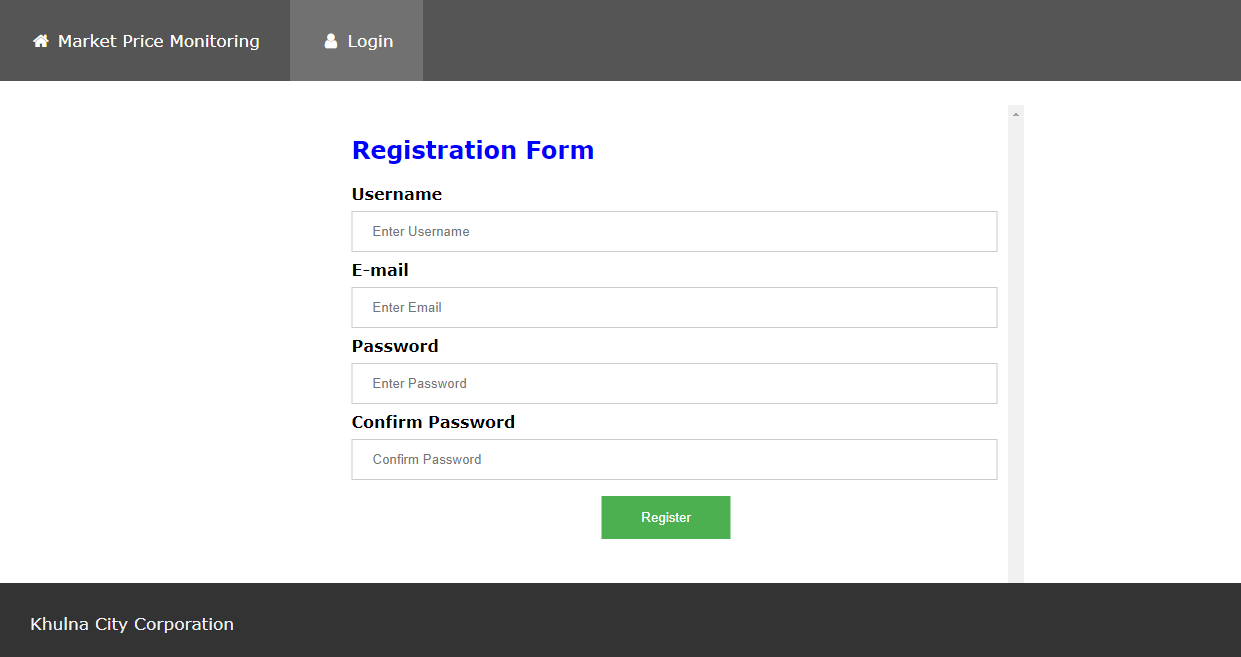 Market Price Monitoring Login
Registration Form
Username
Enter Username
E-mail
Enter Email
Password
Enter Password
Confirm Password
Confirm Password
Register
Khulna City Corporation